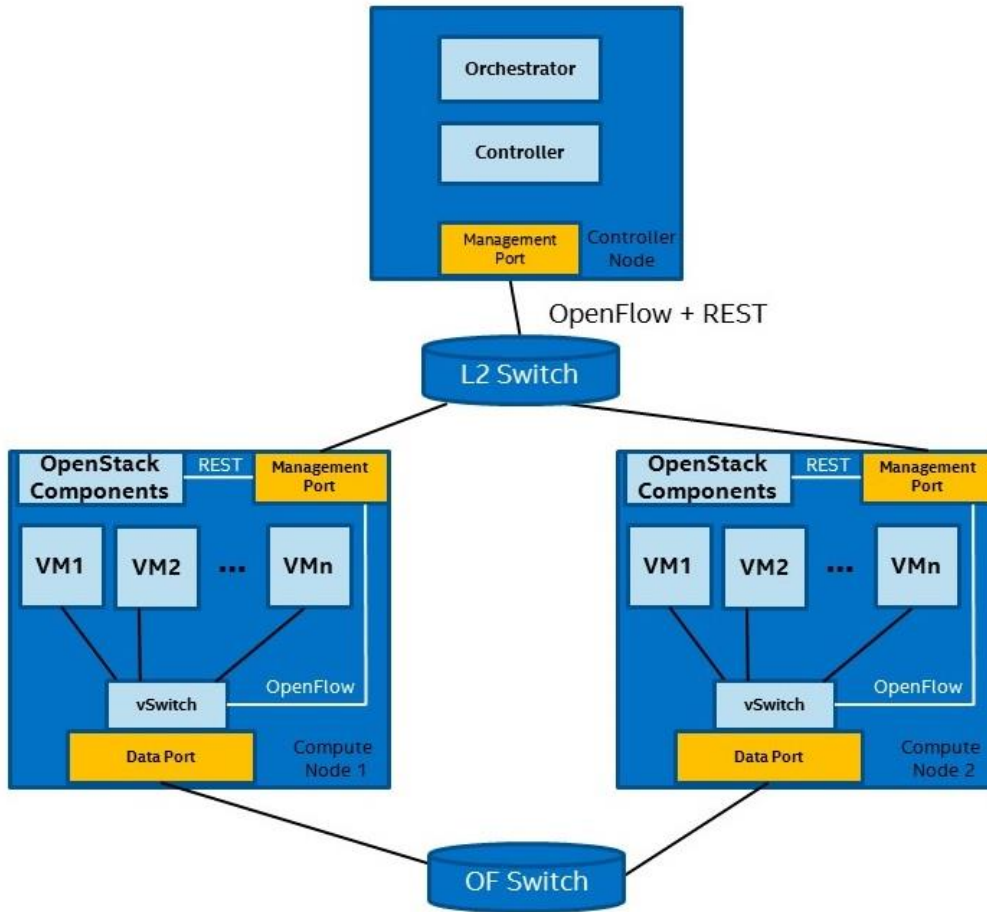 Orchestrator
Controller
Management
Port
Controller
Node
OpenFlow + REST
L2 Switch
OpenStack
Components
REST
Management
Port
VM1
VM2
...
VMn
OpenFlow
vSwitch
Data Port
Compute
Node 1
OpenStack
Components
REST
Management
Port
VM1
VM2
...
VMn
OpenFlow
vSwitch
Data Port
Compute
Node 2
OF Switch